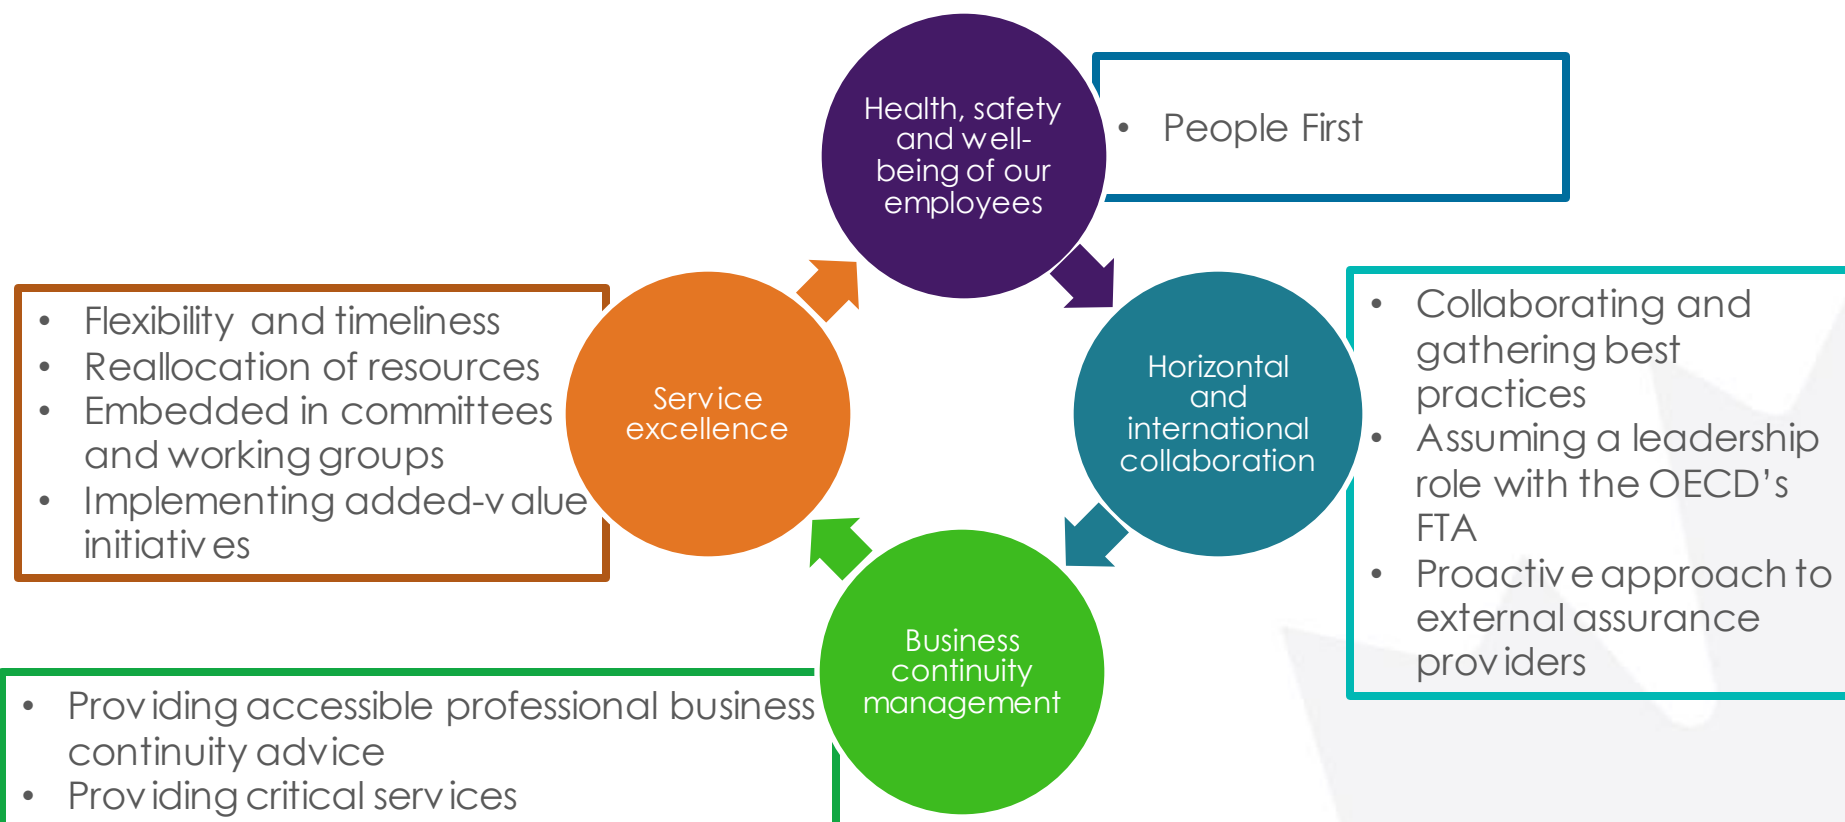 Health, safety
and well-
being of our
employees
• People First
Horizontal
and
international
collaboration
• Collaborating and
gathering best
practices
• Assuming a leadership
role with the OECD’s
FTA
• Proactive approach to
external assurance
providers
Business
continuity
management
• Providing accessible professional business
continuity advice
• Providing critical services
Service
excellence
• Flexibility and timeliness
• Reallocation of resources
• Embedded in committees
and working groups
• Implementing added-value
initiatives